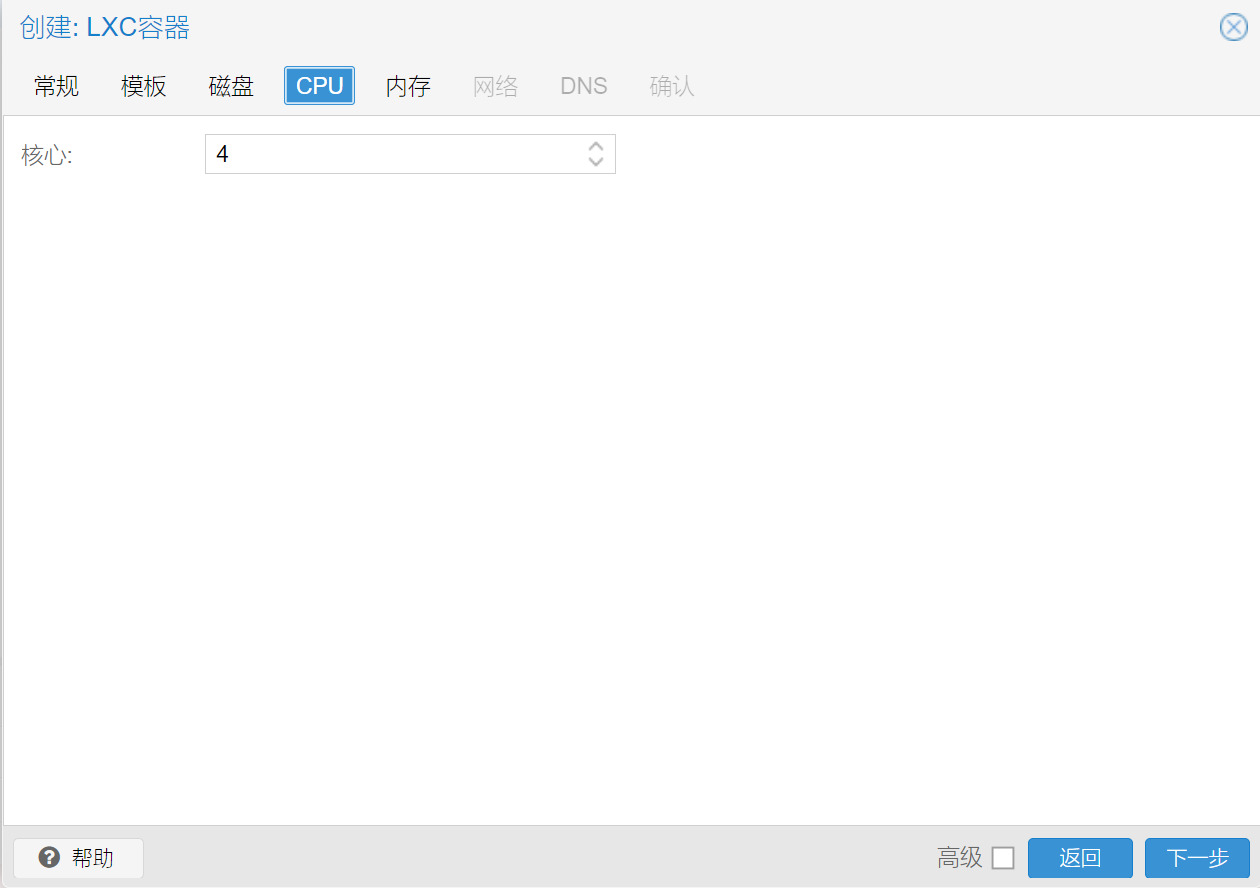 创建: LXC容器
常规 模板 磁盘 CPU 内存 网络 DNS 确认
核心: 4
帮助 高级 返回 下一步